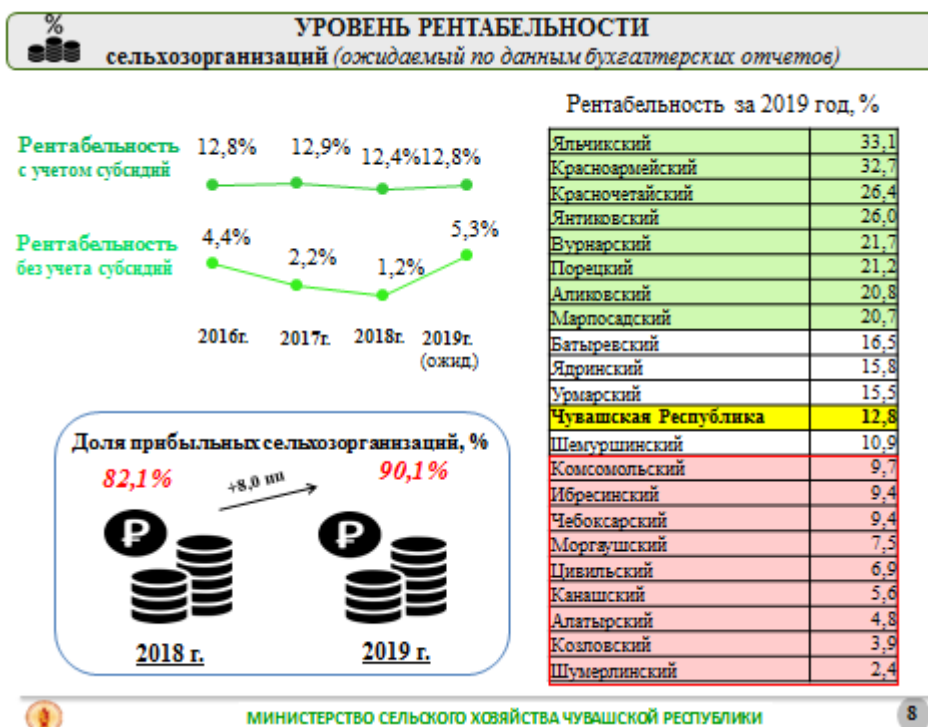 %
УРОВЕНЬ РЕНТАБЕЛЬНОСТИ
сельхозорганизаций (ожидаемый по данным бухгалтерских отчетов)
Рентабельность с учетом субсидий
12,8% 12,9% 12,4% 12,8%
Рентабельность без учета субсидий
4,4% 2,2% 1,2% 5,3%
2016г. 2017г. 2018г. 2019г.
(ожид.)
Доля прибыльных сельхозорганизаций, %
82,1% +8,0 пп 90,1%
₽ ₽
2018 г. 2019 г.
Рентабельность за 2019 год, %
Яльчикский 33,1
Красноармейский 32,7
Красночетайский 26,4
Янтиковский 26,0
Вурнарский 21,7
Порецкий 21,2
Аликовский 20,8
Марпосадский 20,7
Батыревский 16,5
Ядринский 15,8
Урмарский 15,5
Чувашская Республика 12,8
Шемуршинский 10,9
Комсомольский 9,7
Ибресинский 9,4
Чебоксарский 9,4
Моргаушский 7,5
Цивильский 6,9
Канашский 5,6
Алатырский 4,8
Козловский 3,9
Шумерлинский 2,4
МИНИСТЕРСТВО СЕЛЬСКОГО ХОЗЯЙСТВА ЧУВАШСКОЙ РЕСПУБЛИКИ
8